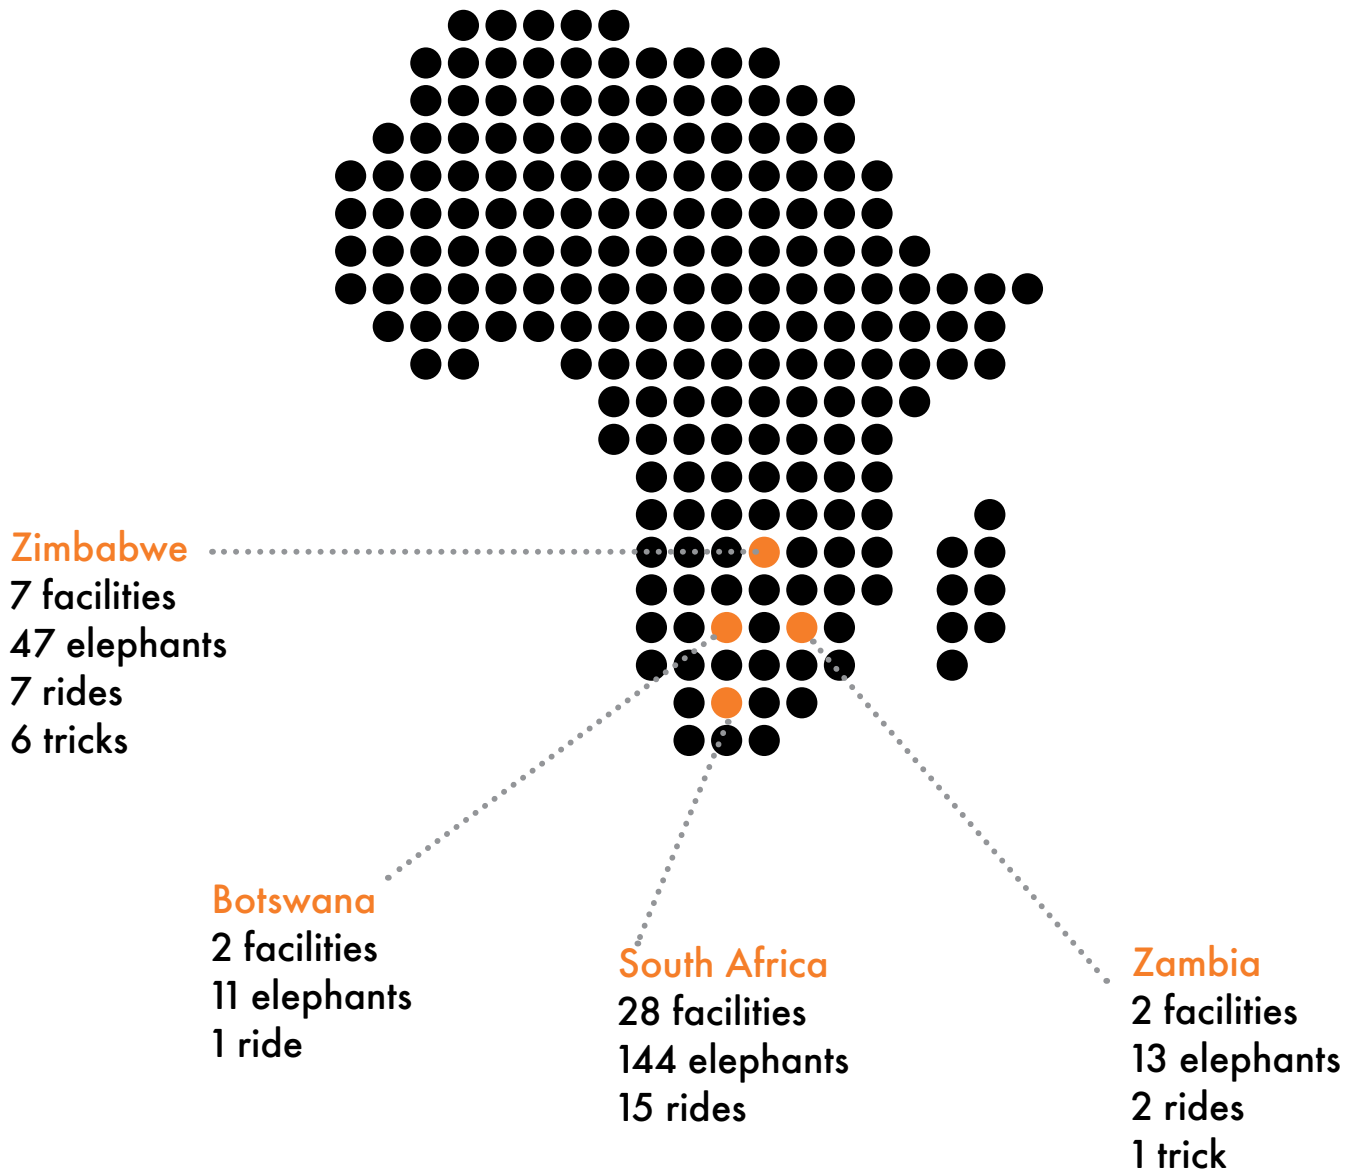 Zimbabwe
7 facilities
47 elephants
7 rides
6 tricks
Botswana
2 facilities
11 elephants
1 ride
South Africa
28 facilities
144 elephants
15 rides
Zambia
2 facilities
13 elephants
2 rides
1 trick